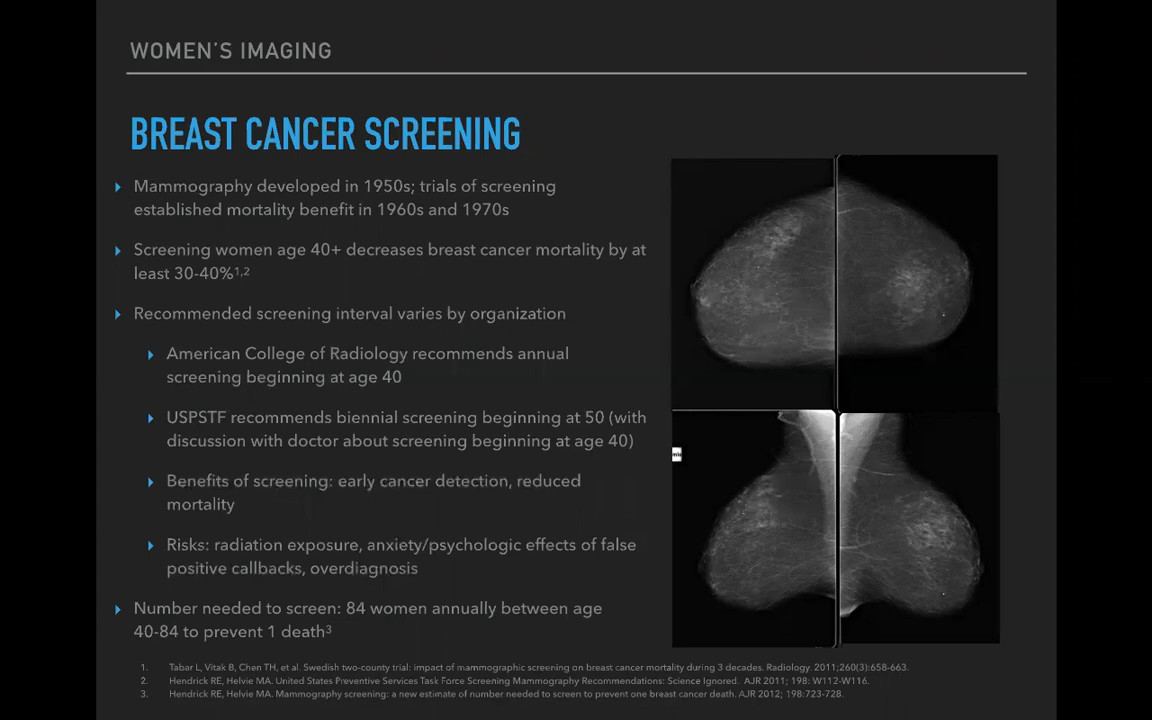 WOMEN'S IMAGING
BREAST CANCER SCREENING
Mammography developed in 1950s; trials of screening
established mortality benefit in 1960s and 1970s
Screening women age 40+ decreases breast cancer mortality by at
least 30-40%1,2
Recommended screening interval varies by organization
American College of Radiology recommends annual
screening beginning at age 40
USPSTF recommends biennial screening beginning at 50 (with
discussion with doctor about screening beginning at age 40)
Benefits of screening: early cancer detection, reduced
mortality
Risks: radiation exposure, anxiety/psychologic effects of false
positive callbacks, overdiagnosis
Number needed to screen: 84 women annually between age
40-84 to prevent 1 death3
1. Tabar L, Vitak B, Chen TH, et al. Swedish two-county trial: impact of mammographic screening on breast cancer mortality during 3 decades. Radiology. 2011;260(3):658-663.
2. Hendrick RE, Helvie MA. United States Preventive Services Task Force Screening Mammography Recommendations: Science Ignored. AJR 2011; 198: W112-W116.
3. Hendrick RE, Helvie MA. Mammography screening: a new estimate of number needed to screen to prevent one breast cancer death. AJR 2012; 198:723-728.